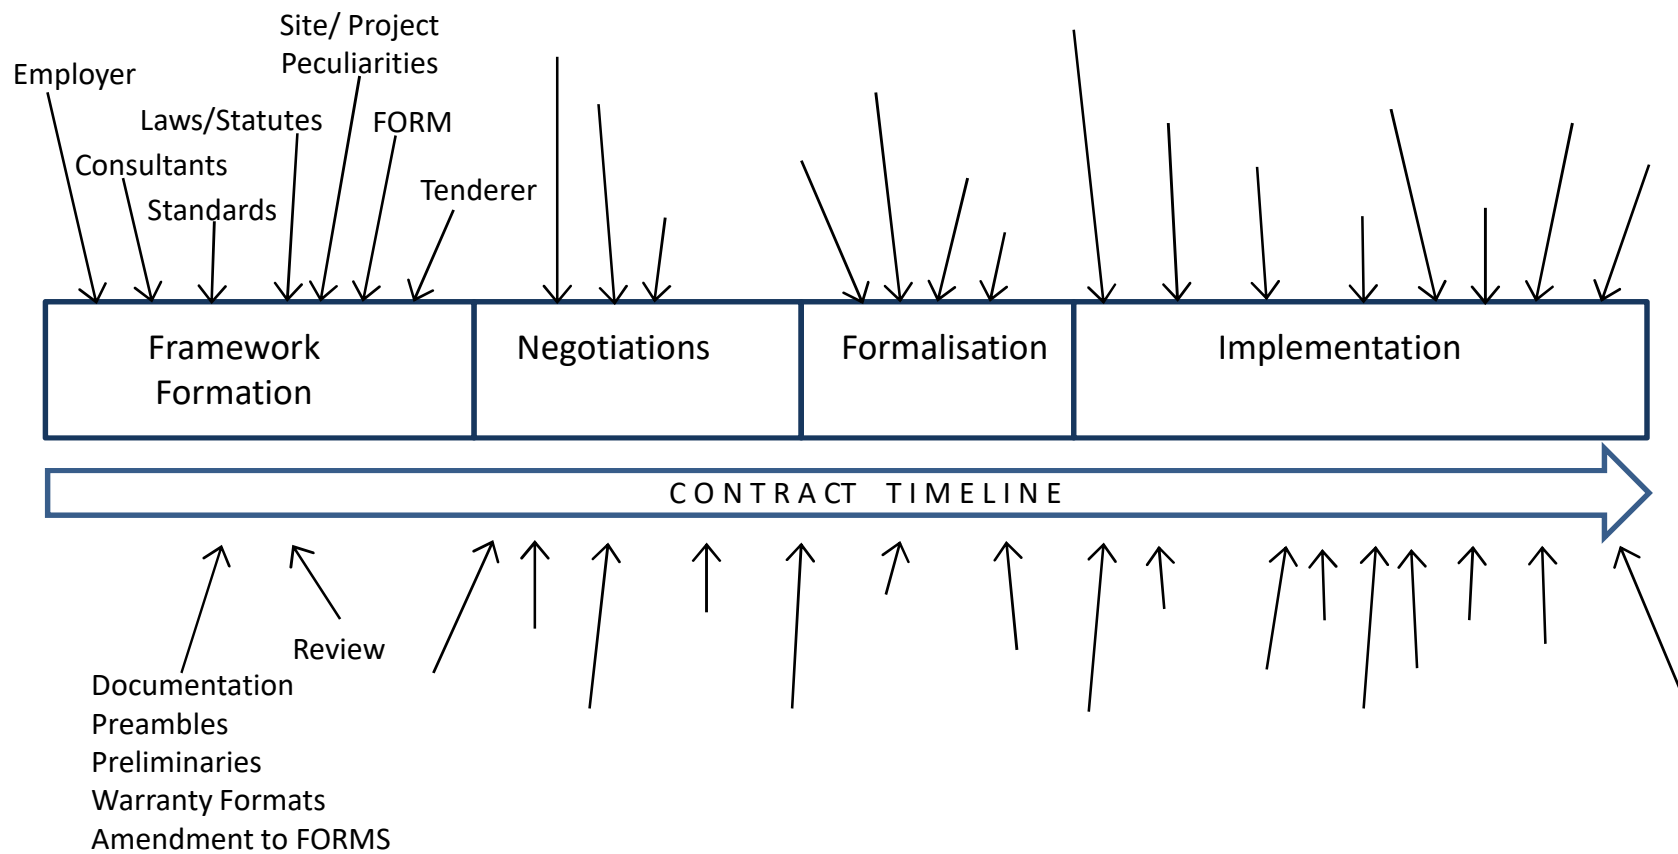 Site/ Project
Peculiarities
Employer
Laws/Statutes
FORM
Consultants
Tenderer
Standards
Framework
Formation
Negotiations
Formalisation
Implementation
CONTRACT TIMELINE
Review
Documentation
Preambles
Preliminaries
Warranty Formats
Amendment to FORMS